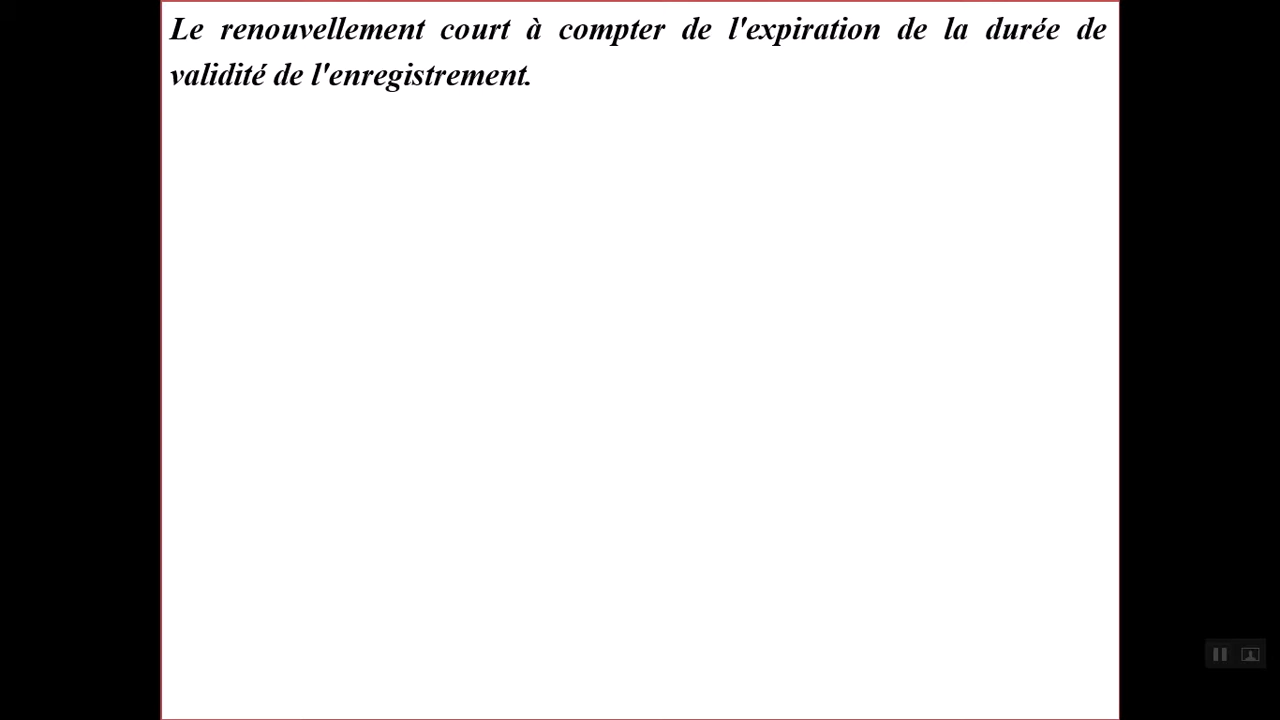 Le renouvellement court à compter de l'expiration de la durée de
validité de l'enregistrement.